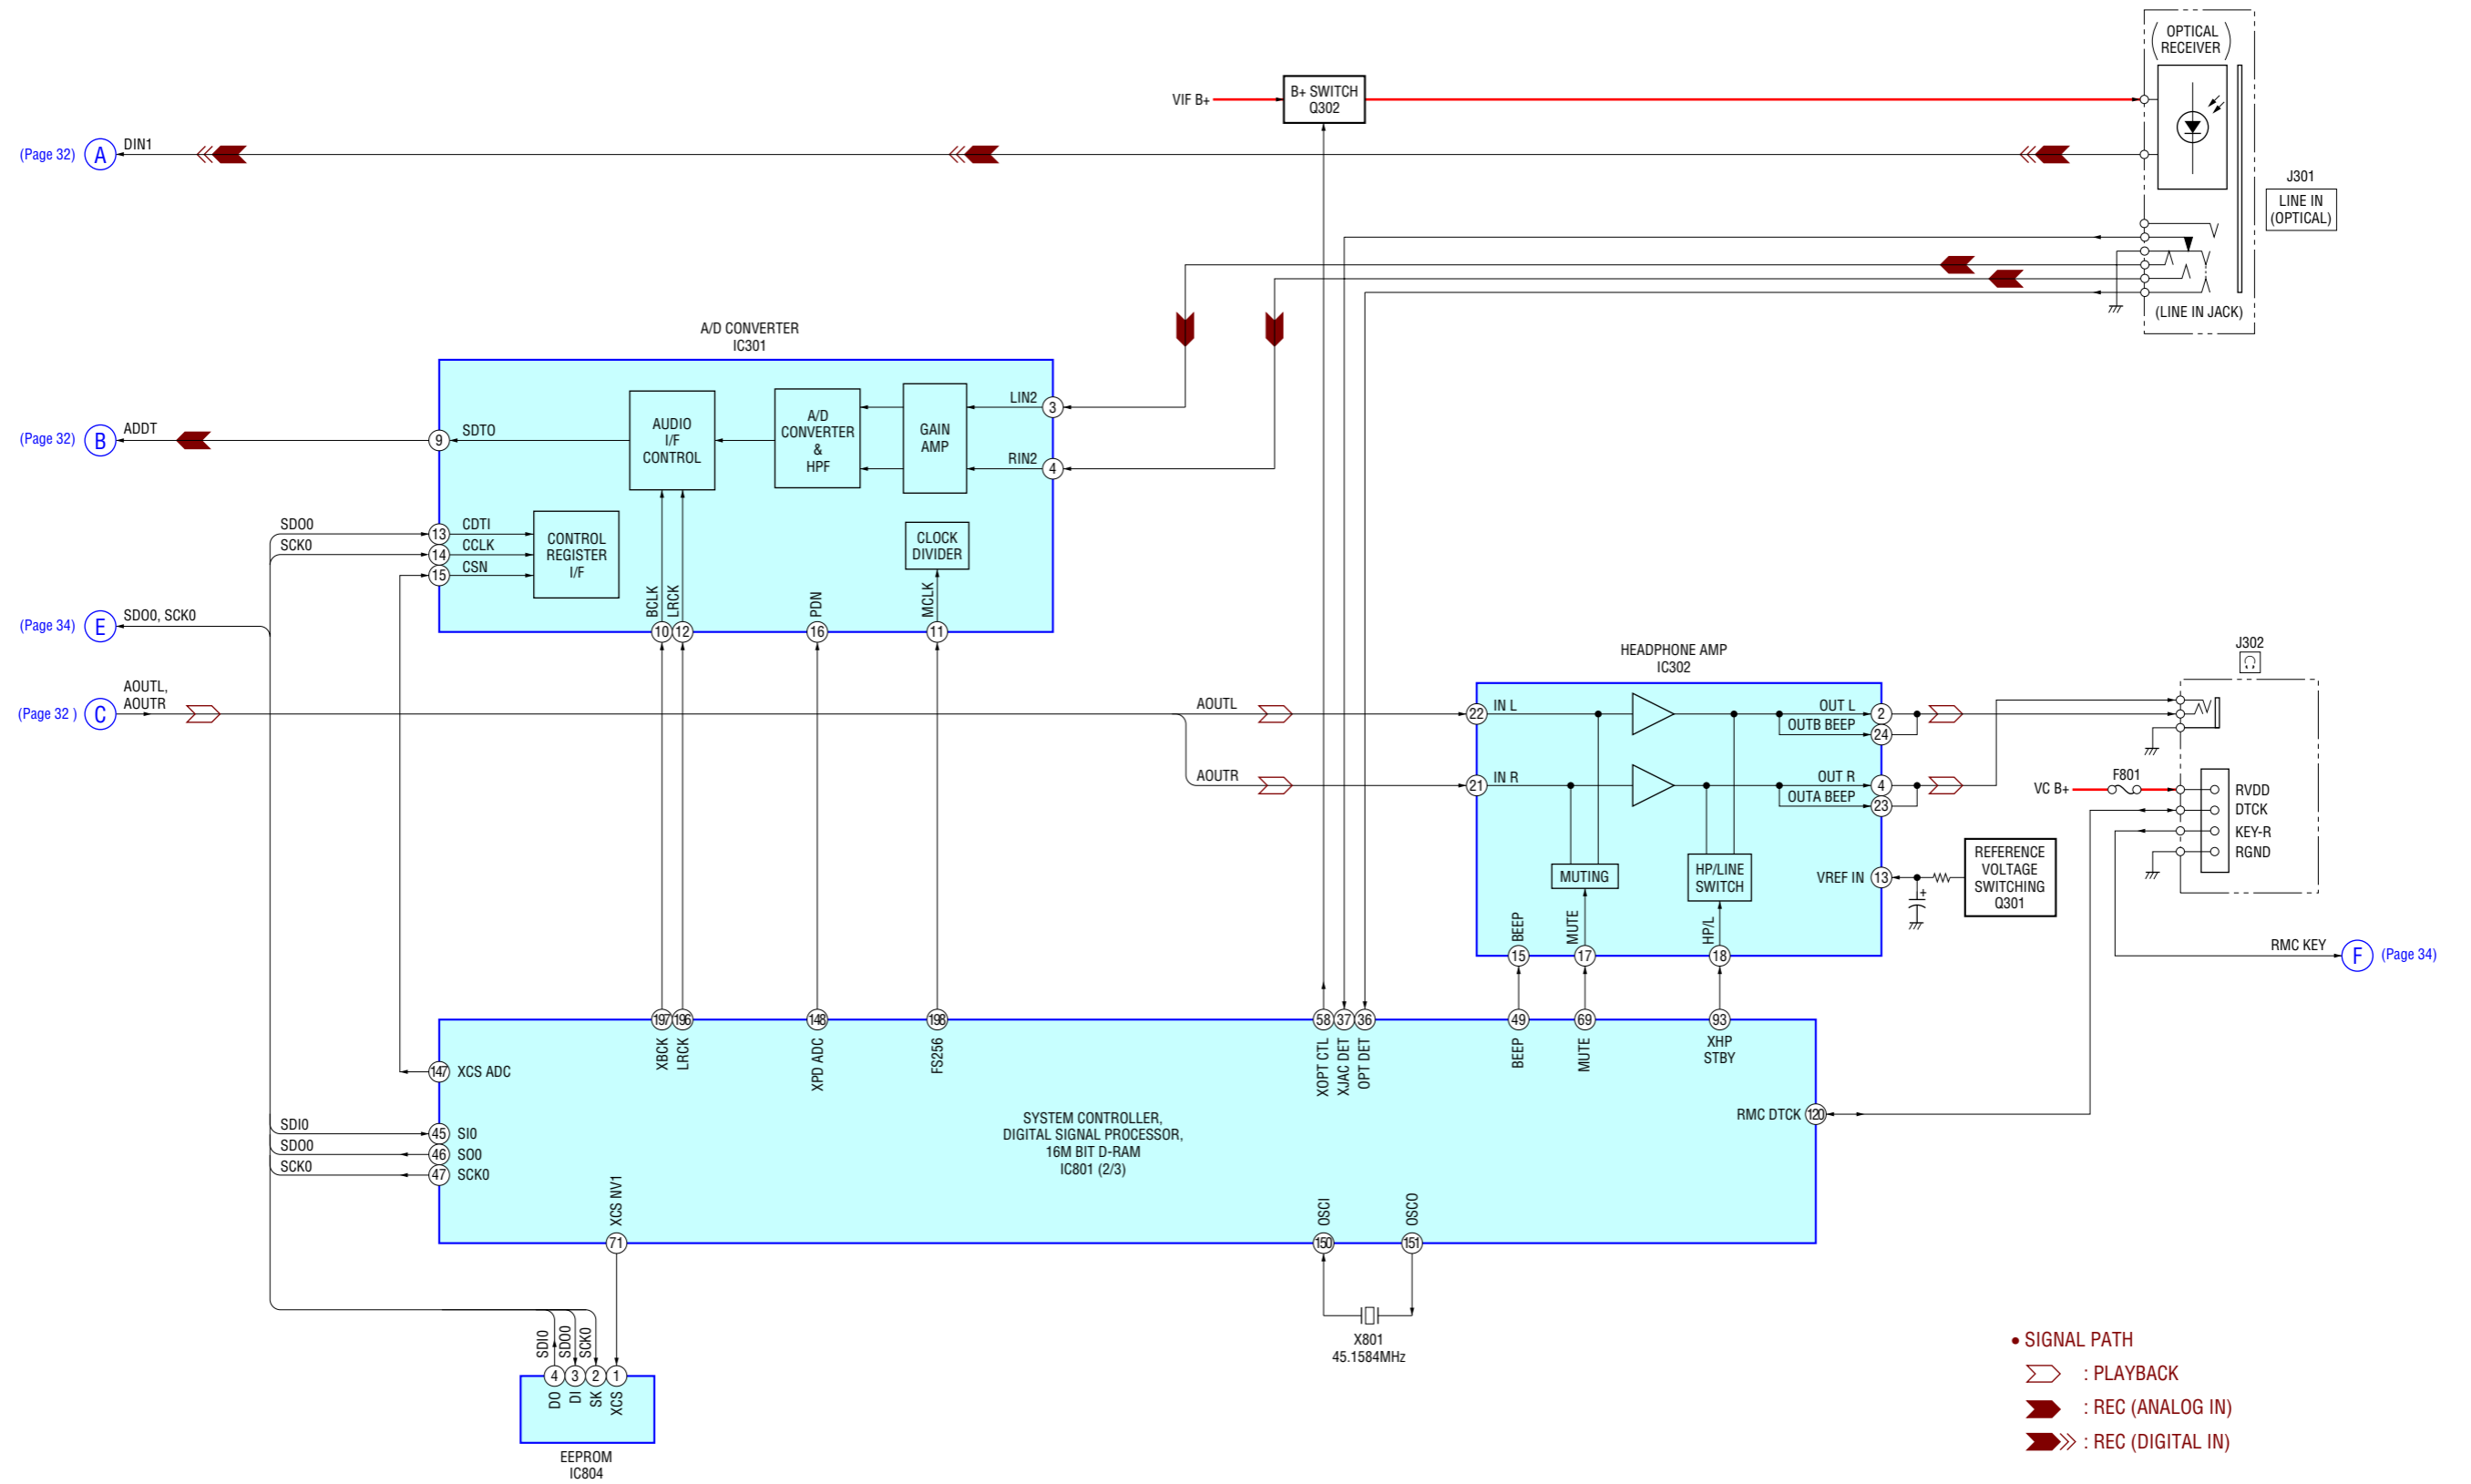 (OPTICAL
RECEIVER)
VIF B+
B+ SWITCH
Q302
(Page 32)
A
DIN1
J301
LINE IN
(OPTICAL)
(LINE IN JACK)
A/D CONVERTER
IC301
(Page 32)
B
ADDT
9
SDTO
AUDIO
I/F
CONTROL
A/D
CONVERTER
&
HPF
GAIN
AMP
LIN2
3
RIN2
4
SDO0
13
CDTI
SCK0
14
CCLK
15
CSN
CONTROL
REGISTER
I/F
CLOCK
DIVIDER
BCLK
LRCK
PDN
MCLK
10
12
16
11
(Page 34)
E
SDO0, SCK0
(Page 32 )
C
AOUTL,
AOUTR
AOUTL
AOUTR
HEADPHONE AMP
IC302
22
IN L
21
IN R
OUT L
2
OUTB BEEP
24
OUT R
4
OUTA BEEP
23
MUTING
HP/LINE
SWITCH
VREF IN
13
BEEP
MUTE
HP/L
15
17
18
REFERENCE
VOLTAGE
SWITCHING
Q301
J302
VC B+
F801
RVDD
DTCK
KEY-R
RGND
RMC KEY
F
(Page 34)
197
196
148
198
58
37
36
49
69
93
XBCK
LRCK
XPD ADC
FS256
XOPT CTL
XJAC DET
OPT DET
BEEP
MUTE
XHP
STBY
147
XCS ADC
SDI0
45
SI0
SDO0
46
SO0
SCK0
47
SCK0
SYSTEM CONTROLLER,
DIGITAL SIGNAL PROCESSOR,
16M BIT D-RAM
IC801 (2/3)
RMC DTCK
120
XCS NV1
OSCI
OSCO
71
150
151
X801
45.1584MHz
SDI0
SDO0
SCK0
4
3
2
1
DO
DI
SK
XCS
EEPROM
IC804
• SIGNAL PATH
: PLAYBACK
: REC (ANALOG IN)
: REC (DIGITAL IN)